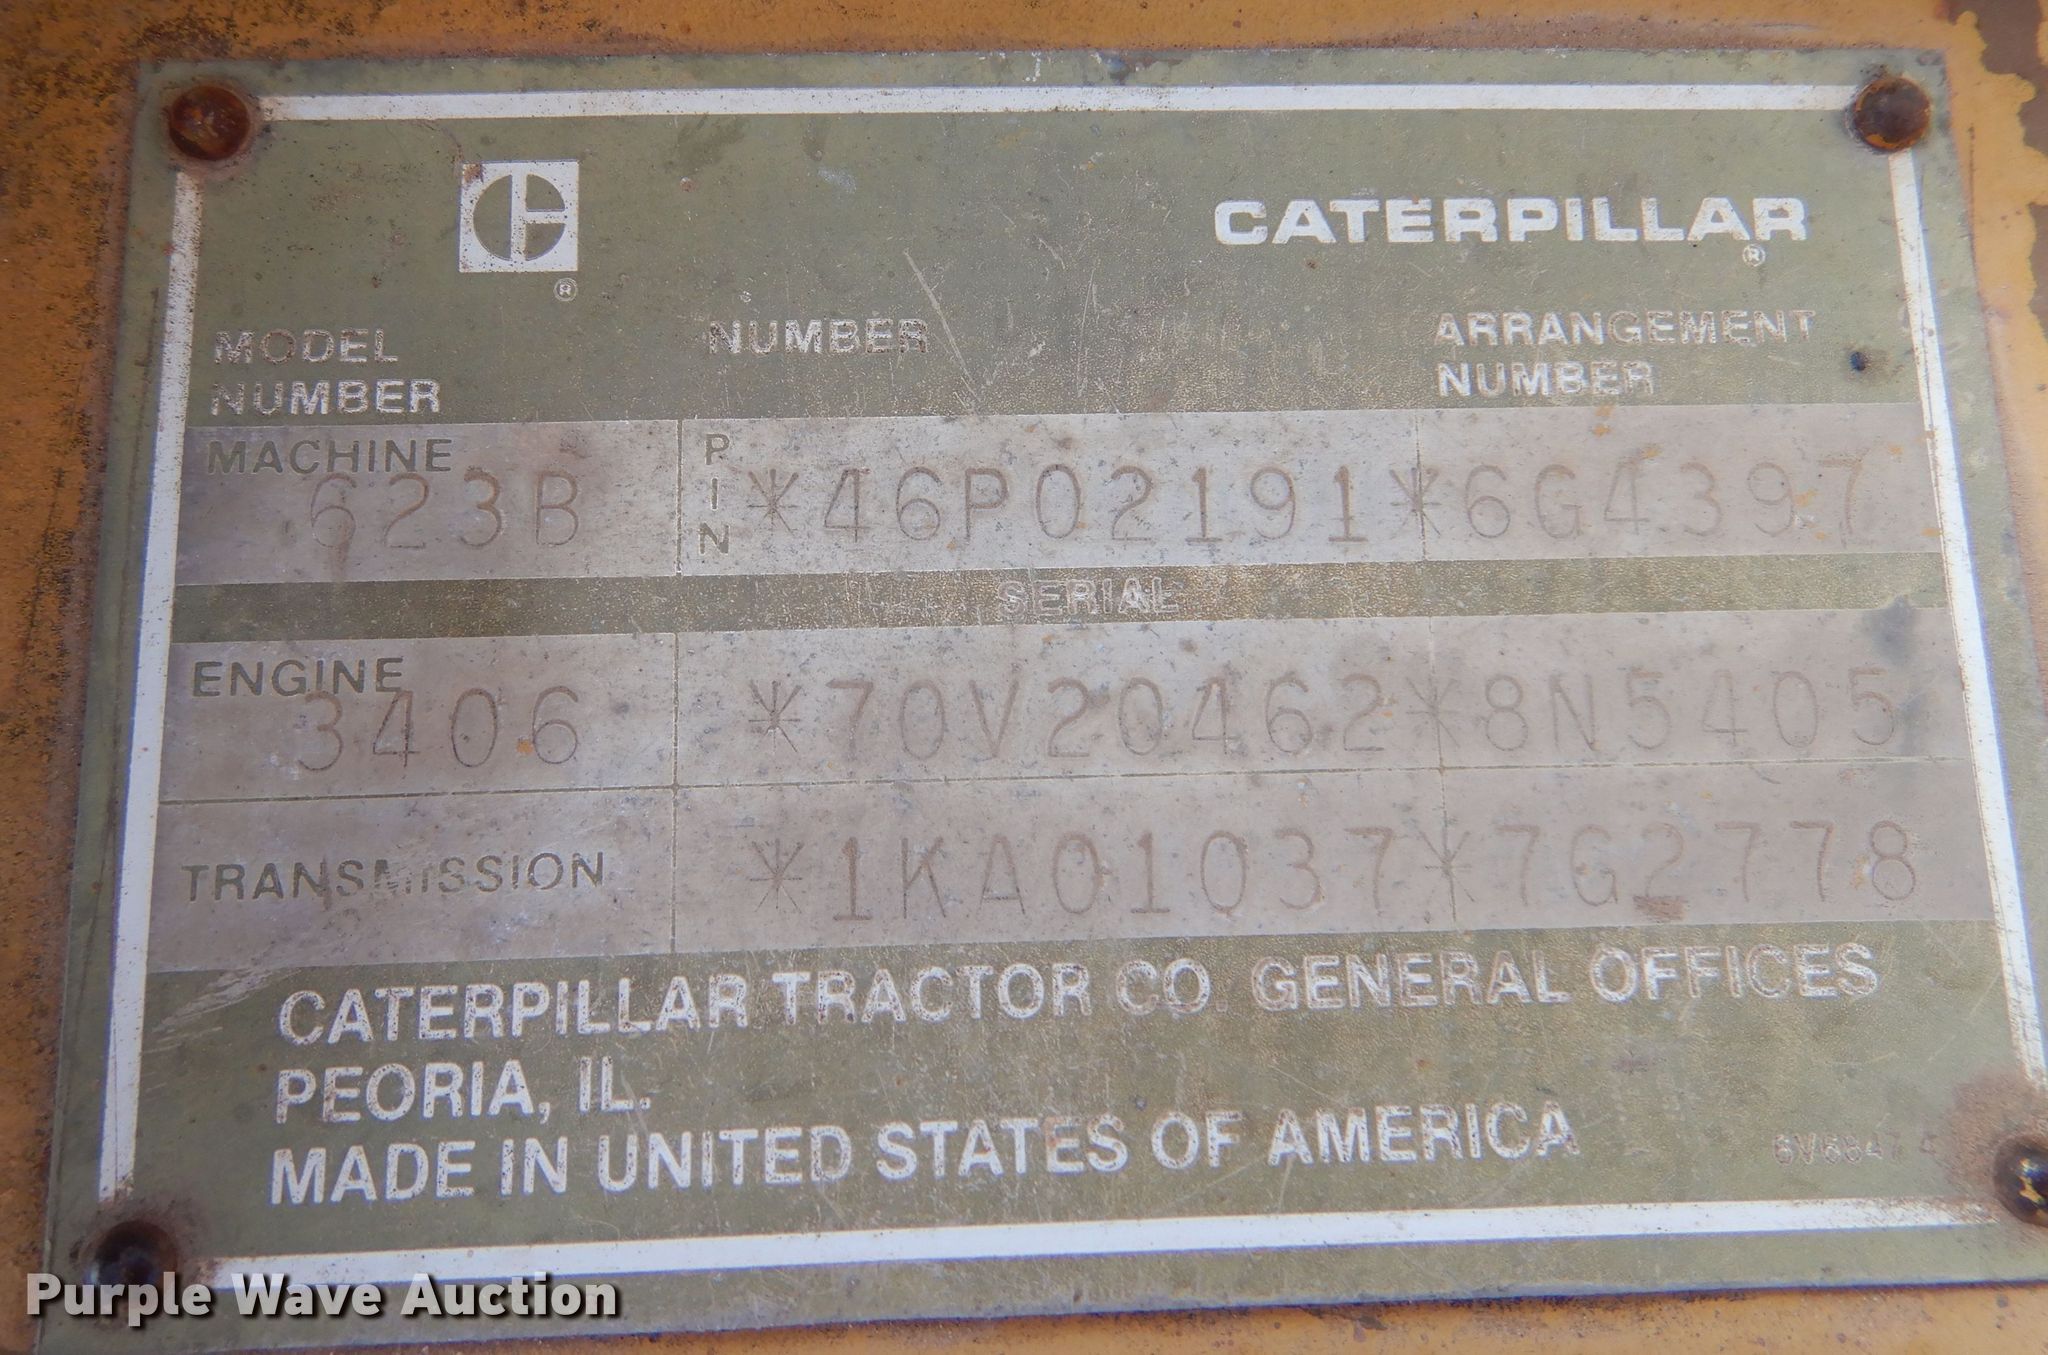 CATERPILLAR
®
®
MODEL NUMBER
NUMBER
ARRANGEMENT NUMBER
MACHINE 623B PIN *46P02191* 6G4397
SERIAL
ENGINE 3406 *70V20462* 8N5405
TRANSMISSION *1KA01037* 7G2778
CATERPILLAR TRACTOR CO. GENERAL OFFICES
PEORIA, IL.
MADE IN UNITED STATES OF AMERICA
Purple Wave Auction